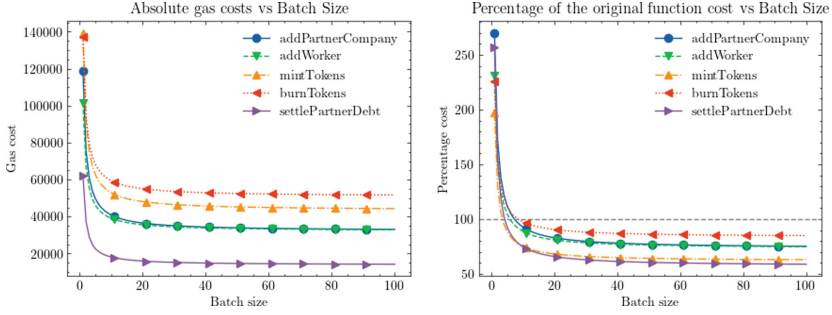 Absolute gas costs vs Batch Size
Gas cost
140000
120000
100000
80000
60000
40000
20000
addPartnerCompany
addWorker
mintTokens
burnTokens
settlePartnerDebt
0 20 40 60 80 100
Batch size
Percentage of the original function cost vs Batch Size
Percentage cost
250
200
150
100
50
addPartnerCompany
addWorker
mintTokens
burnTokens
settlePartnerDebt
0 20 40 60 80 100
Batch size